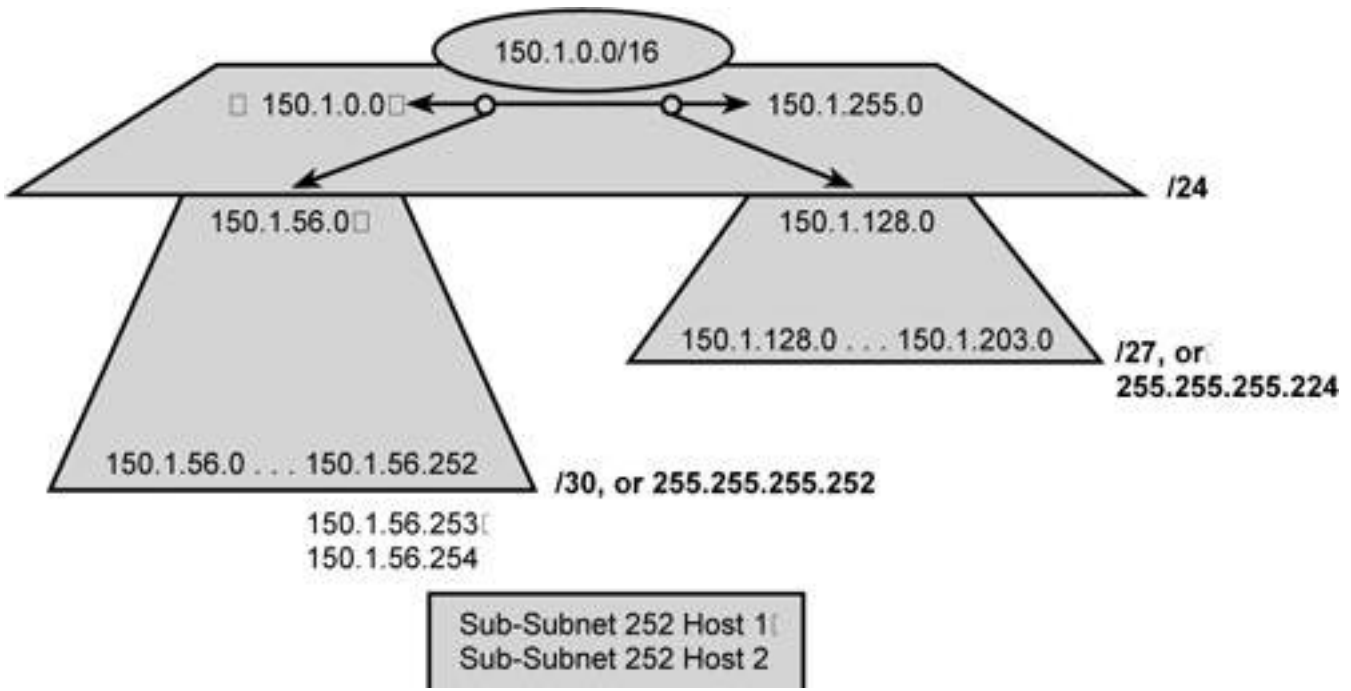 150.1.0.0/16
150.1.0.0
150.1.255.0
/24
150.1.56.0
150.1.128.0
150.1.128.0 . . . 150.1.203.0
/27, or
255.255.255.224
150.1.56.0 . . . 150.1.56.252
/30, or 255.255.255.252
150.1.56.253
150.1.56.254
Sub-Subnet 252 Host 1
Sub-Subnet 252 Host 2